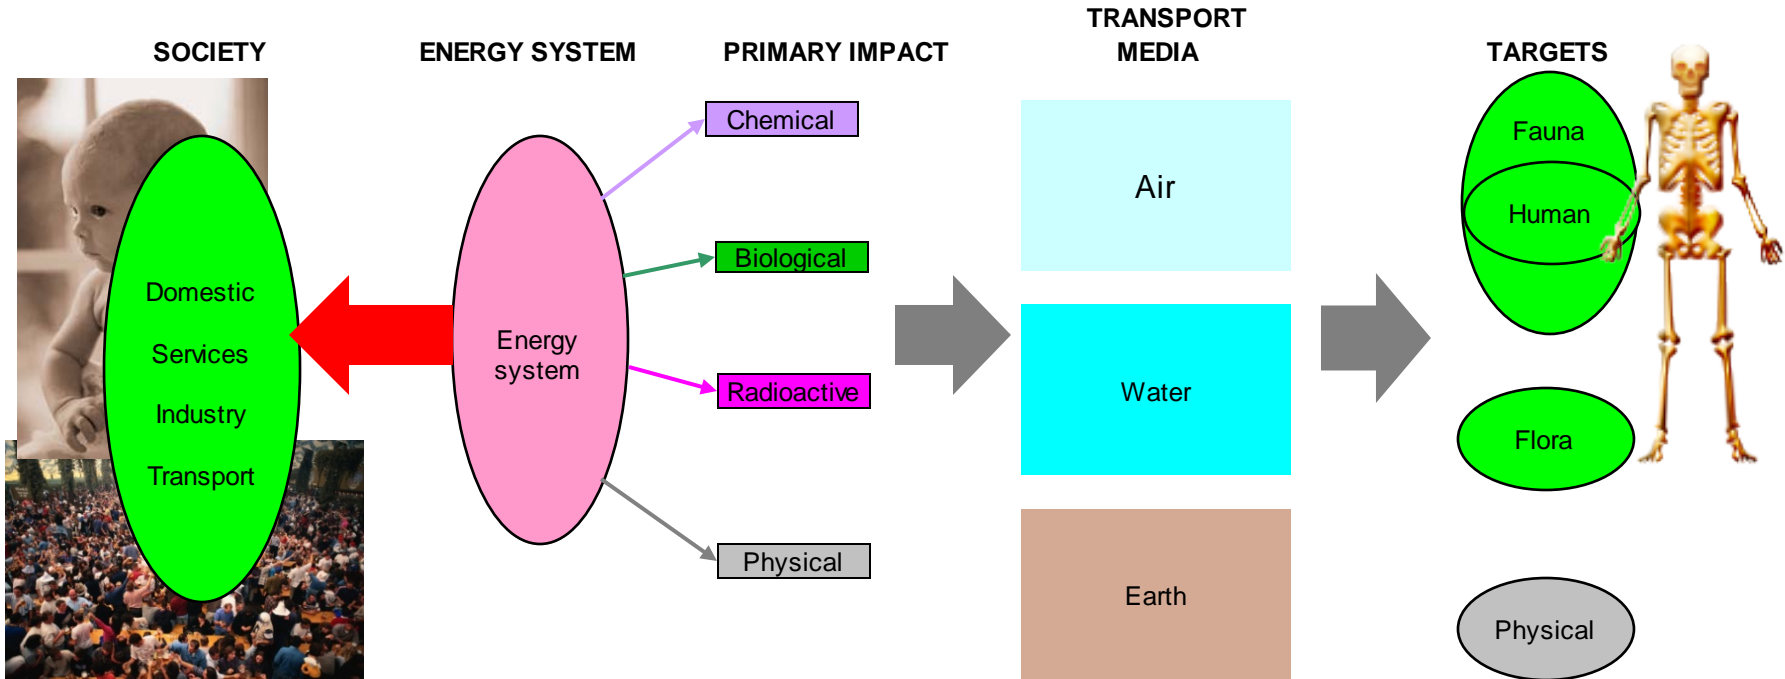 SOCIETY
ENERGY SYSTEM
PRIMARY IMPACT
TRANSPORT
MEDIA
TARGETS
Domestic
Services
Industry
Transport
Energy
system
Chemical
Biological
Radioactive
Physical
Air
Water
Earth
Fauna
Human
Flora
Physical